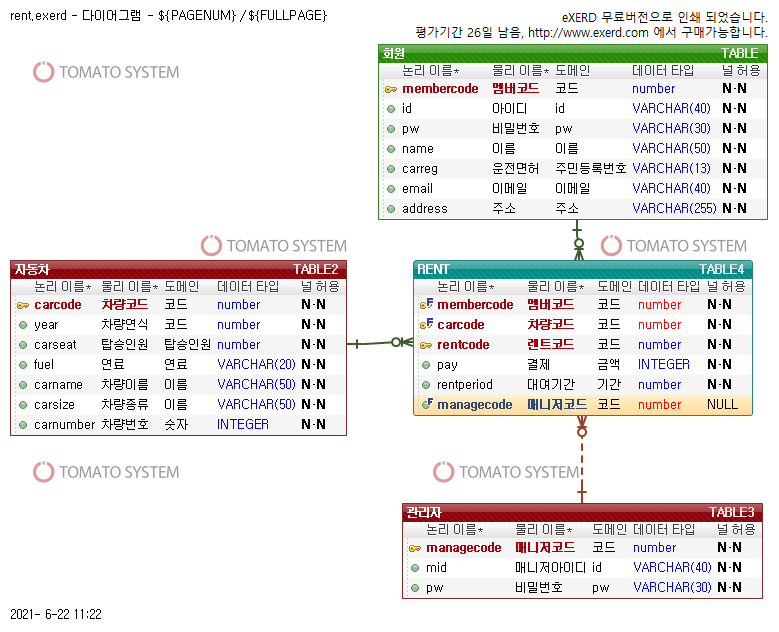 rent,exerd - 다이어그램 - ${PAGENUM} /${FULLPAGE}
eXERD 무료버전으로 인쇄 되었습니다.
평가기간 26일 남음, http://www.exerd.com 에서 구매가능합니다.
TOMATO SYSTEM
회원 TABLE
논리 이름* 물리 이름* 도메인 데이터 타입 널 허용
membercode 멤버코드 코드 number N·N
id 아이디 id VARCHAR(40) N·N
pw 비밀번호 pw VARCHAR(30) N·N
name 이름 이름 VARCHAR(50) N·N
carreg 운전면허 주민등록번호 VARCHAR(13) N·N
email 이메일 이메일 VARCHAR(40) N·N
address 주소 주소 VARCHAR(255) N·N
TOMATO SYSTEM
TOMATO SYSTEM
자동차 TABLE2
논리 이름* 물리 이름* 도메인 데이터 타입 널 허용
carcode 차량코드 코드 number N·N
year 차량연식 코드 number N·N
carseat 탑승인원 탑승인원 number N·N
fuel 연료 연료 VARCHAR(20) N·N
carname 차량이름 이름 VARCHAR(50) N·N
carsize 차량종류 이름 VARCHAR(50) N·N
carnumber 차량번호 숫자 INTEGER N·N
RENT TABLE4
논리 이름* 물리 이름* 도메인 데이터 타입 널 허용
membercode 멤버코드 코드 number N·N
carcode 차량코드 코드 number N·N
rentcode 렌트코드 코드 number N·N
pay 결제 금액 INTEGER N·N
rentperiod 대여기간 기간 number N·N
managecode 매니저코드 코드 number NULL
TOMATO SYSTEM
TOMATO SYSTEM
관리자 TABLE3
논리 이름* 물리 이름* 도메인 데이터 타입 널 허용
managecode 매니저코드 코드 number N·N
mid 매니저아이디 id VARCHAR(40) N·N
pw 비밀번호 pw VARCHAR(30) N·N
2021- 6-22 11:22